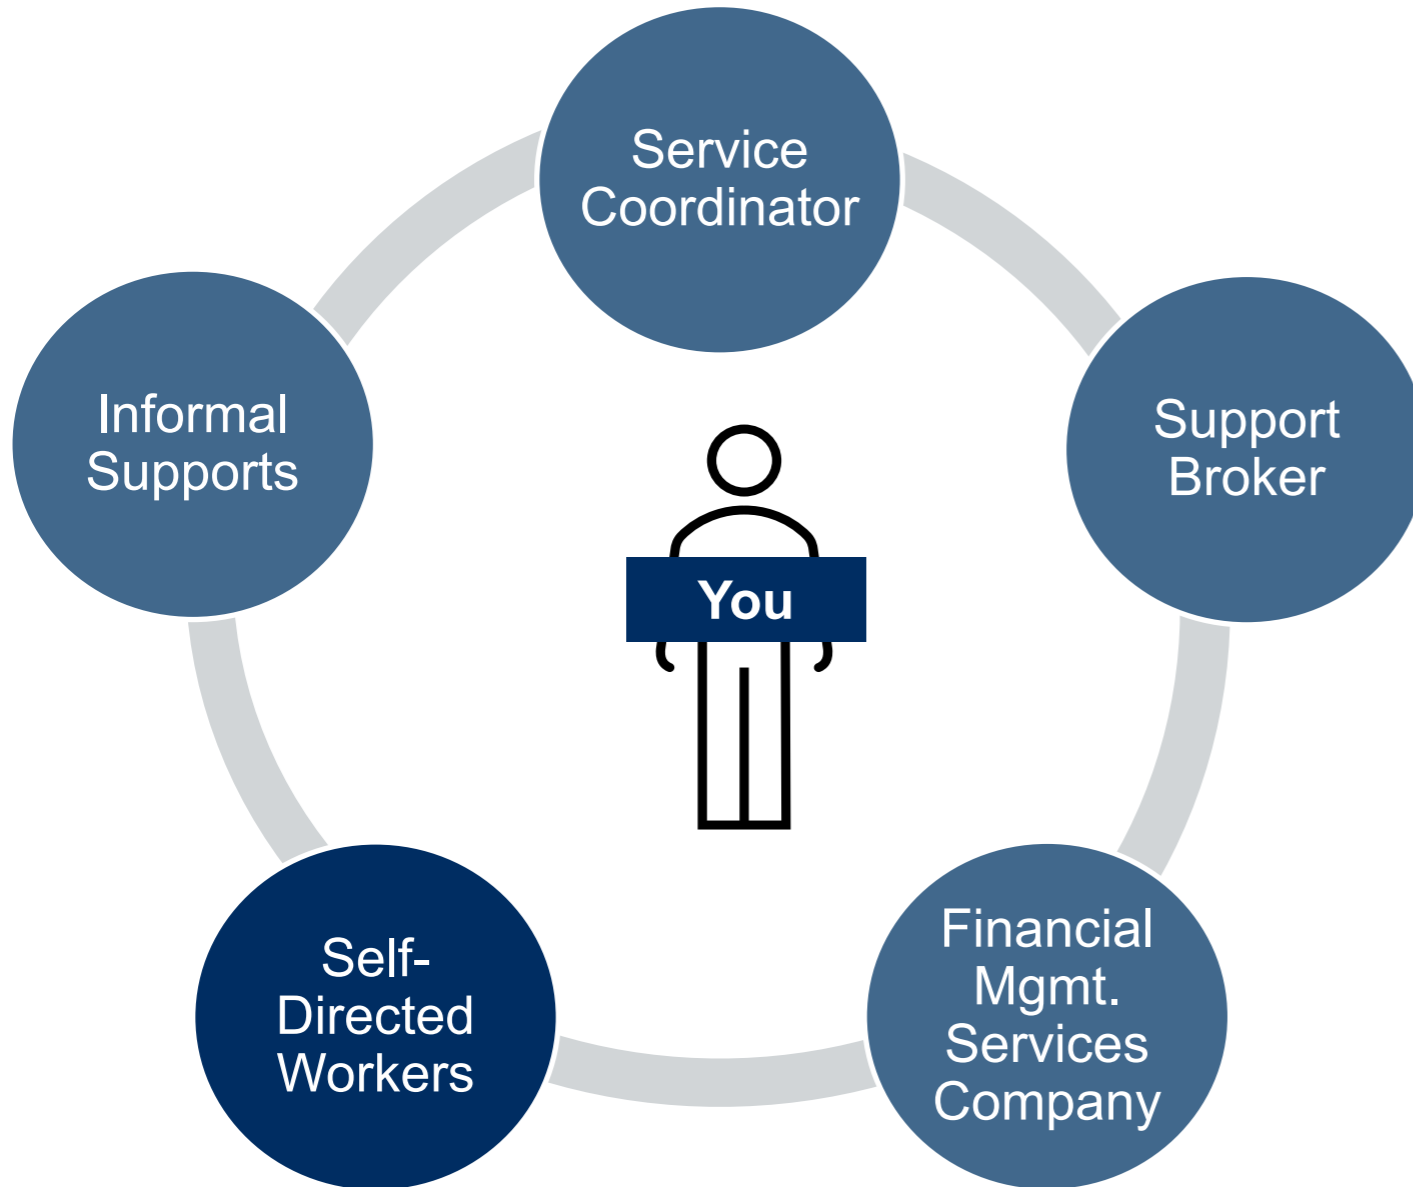 Service
Coordinator
Informal
Supports
Support
Broker
You
Self-
Directed
Workers
Financial
Mgmt.
Services
Company